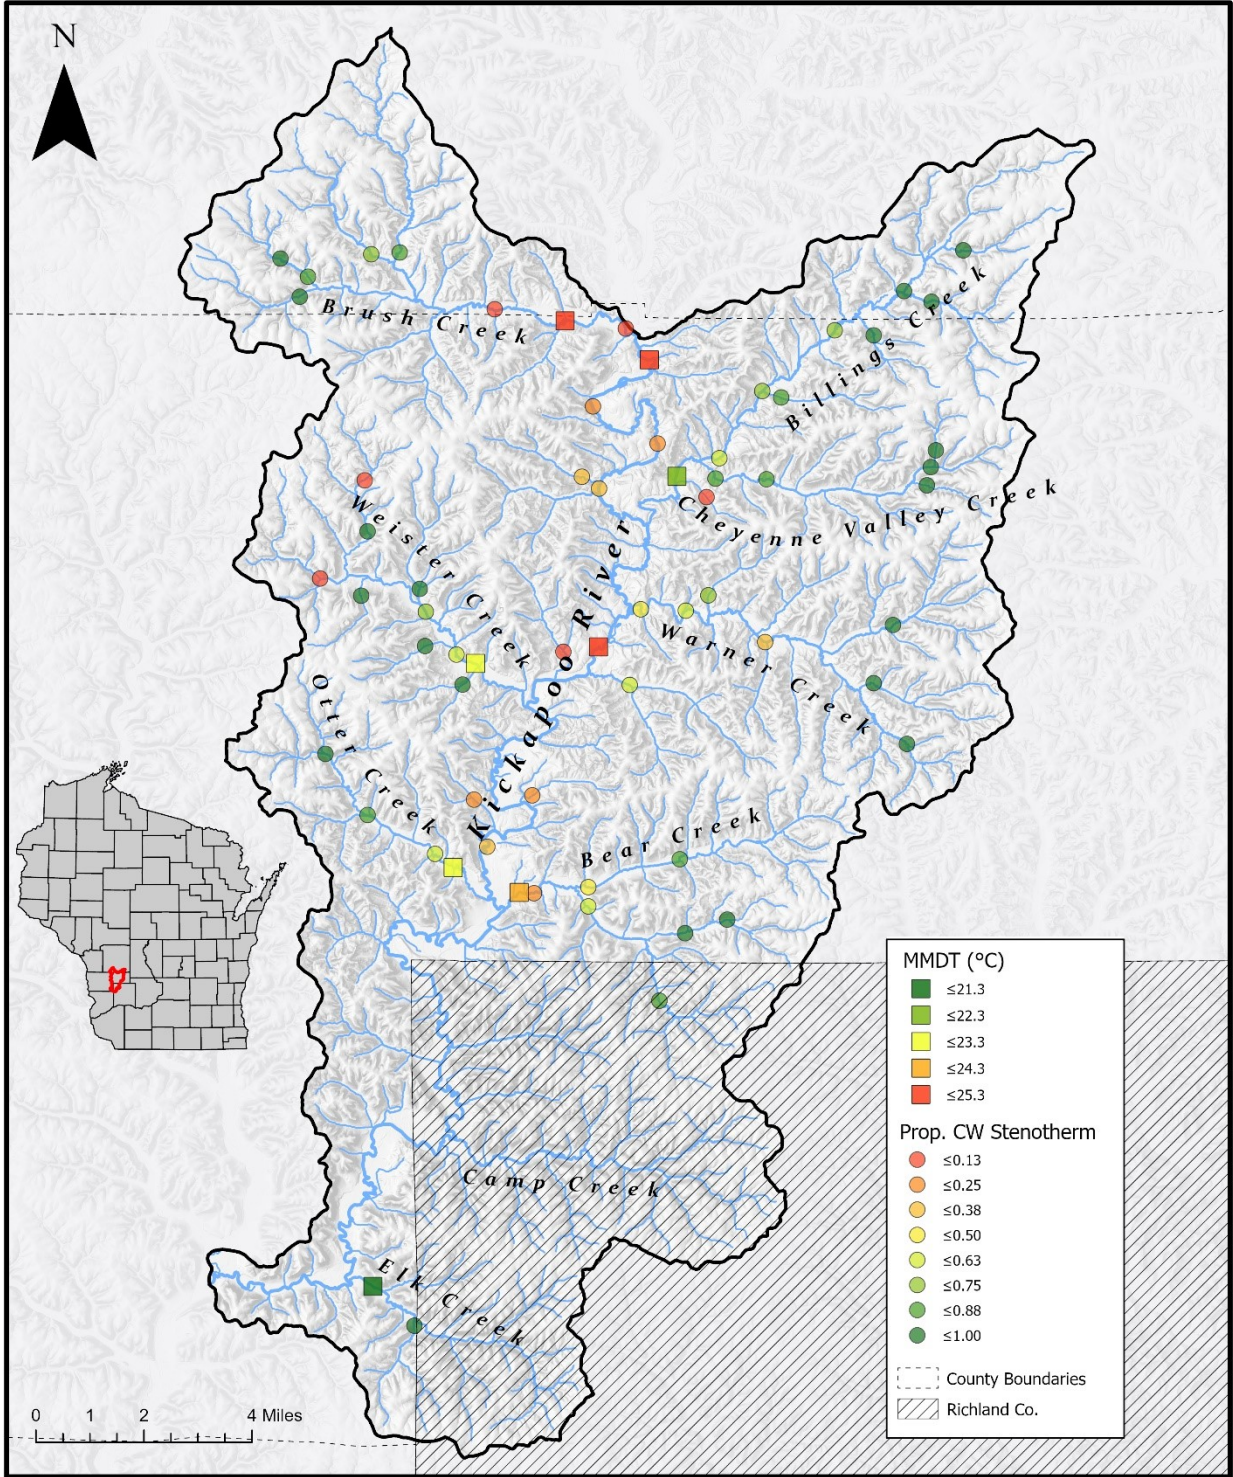 N
Brush Creek
Billings Creek
Cheyenne Valley Creek
Weister Creek
Kickapoo River
Warner Creek
Otter Creek
Bear Creek
MMDT (°C)
≤21.3
≤22.3
≤23.3
≤24.3
≤25.3
Prop. CW Stenotherm
≤0.13
≤0.25
≤0.38
≤0.50
≤0.63
≤0.75
≤0.88
≤1.00
County Boundaries
Richland Co.
Camp Creek
Elk Creek
0 1 2 4 Miles